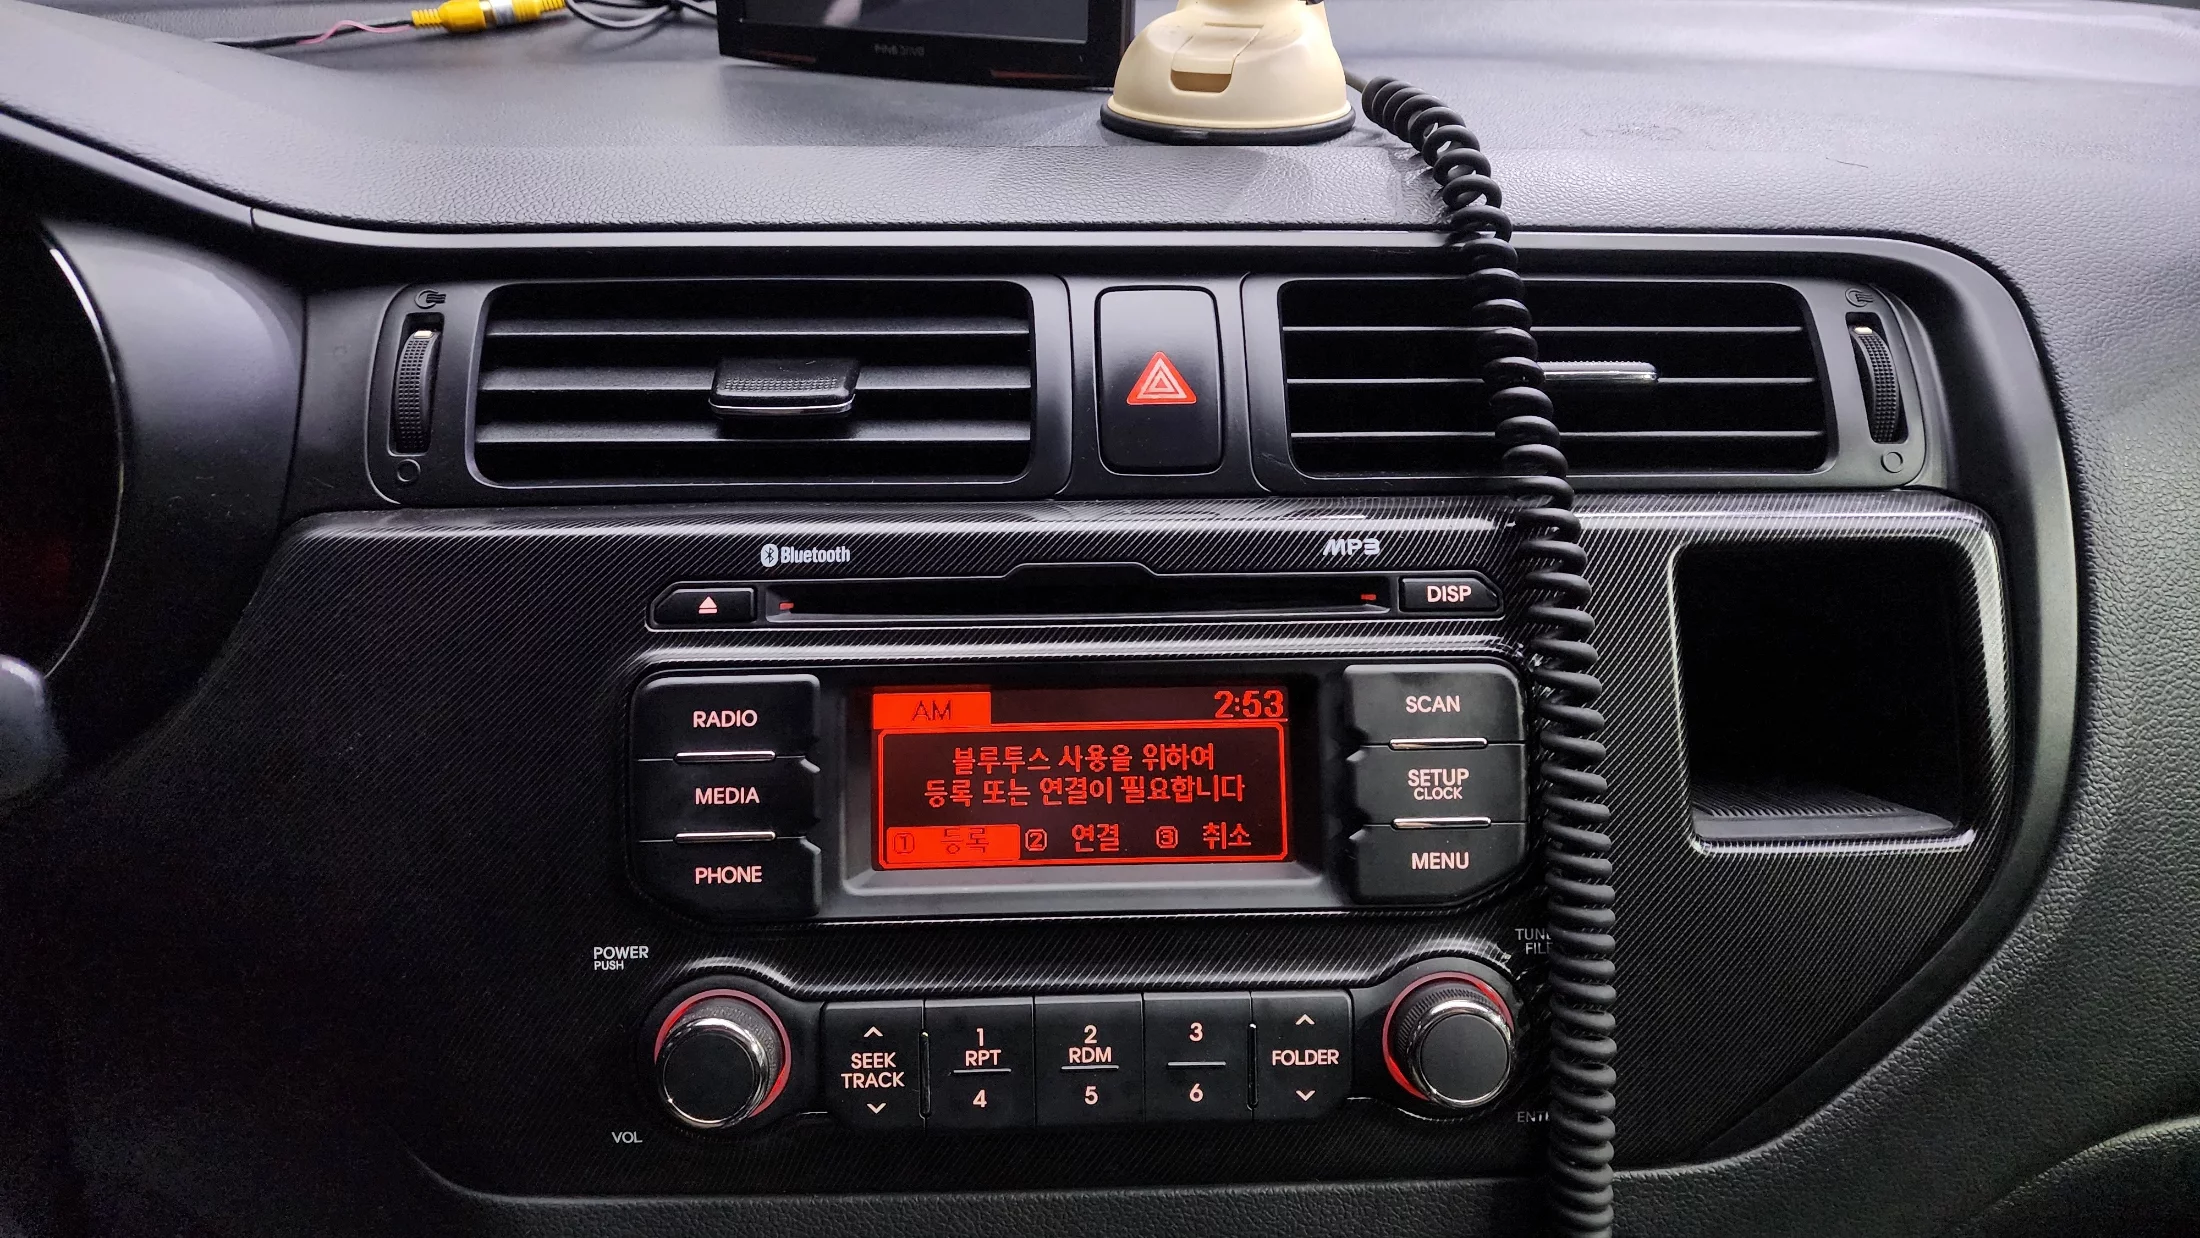 Bluetooth
MP3
DISP
RADIO
MEDIA
PHONE
AM 2:53
블루투스 사용을 위하여
등록 또는 연결이 필요합니다
1 등록 2 연결 3 취소
SCAN
SETUP
CLOCK
MENU
POWER
PUSH
VOL
SEEK
TRACK
1
RPT
4
2
RDM
5
3
6
FOLDER